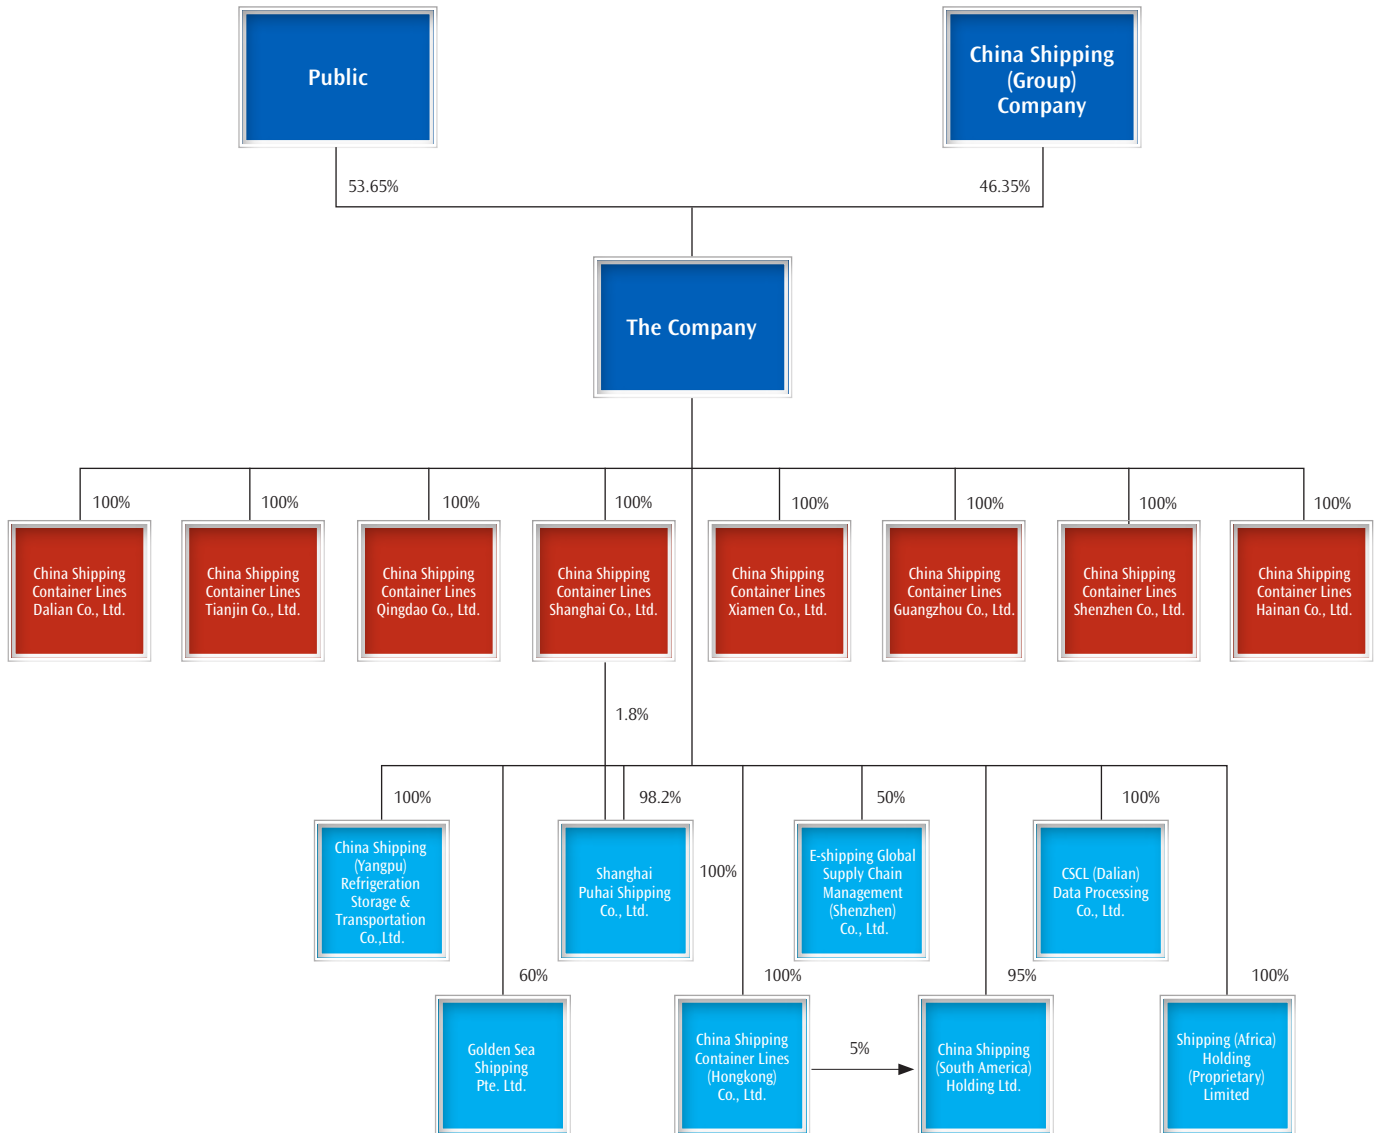 Public
China Shipping
(Group)
Company
53.65%
46.35%
The Company
100%
100%
100%
100%
100%
100%
100%
100%
China Shipping
Container Lines
Dalian Co., Ltd.
China Shipping
Container Lines
Tianjin Co., Ltd.
China Shipping
Container Lines
Qingdao Co., Ltd.
China Shipping
Container Lines
Shanghai Co., Ltd.
China Shipping
Container Lines
Xiamen Co., Ltd.
China Shipping
Container Lines
Guangzhou Co., Ltd.
China Shipping
Container Lines
Shenzhen Co., Ltd.
China Shipping
Container Lines
Hainan Co., Ltd.
1.8%
100%
98.2%
50%
100%
China Shipping
(Yangpu)
Refrigeration
Storage &
Transportation
Co.,Ltd.
Shanghai
Puhai Shipping
Co., Ltd.
100%
E-shipping Global
Supply Chain
Management
(Shenzhen)
Co., Ltd.
CSCL (Dalian)
Data Processing
Co., Ltd.
60%
100%
95%
100%
Golden Sea
Shipping
Pte. Ltd.
China Shipping
Container Lines
(Hongkong)
Co., Ltd.
5%
China Shipping
(South America)
Holding Ltd.
Shipping (Africa)
Holding
(Proprietary)
Limited